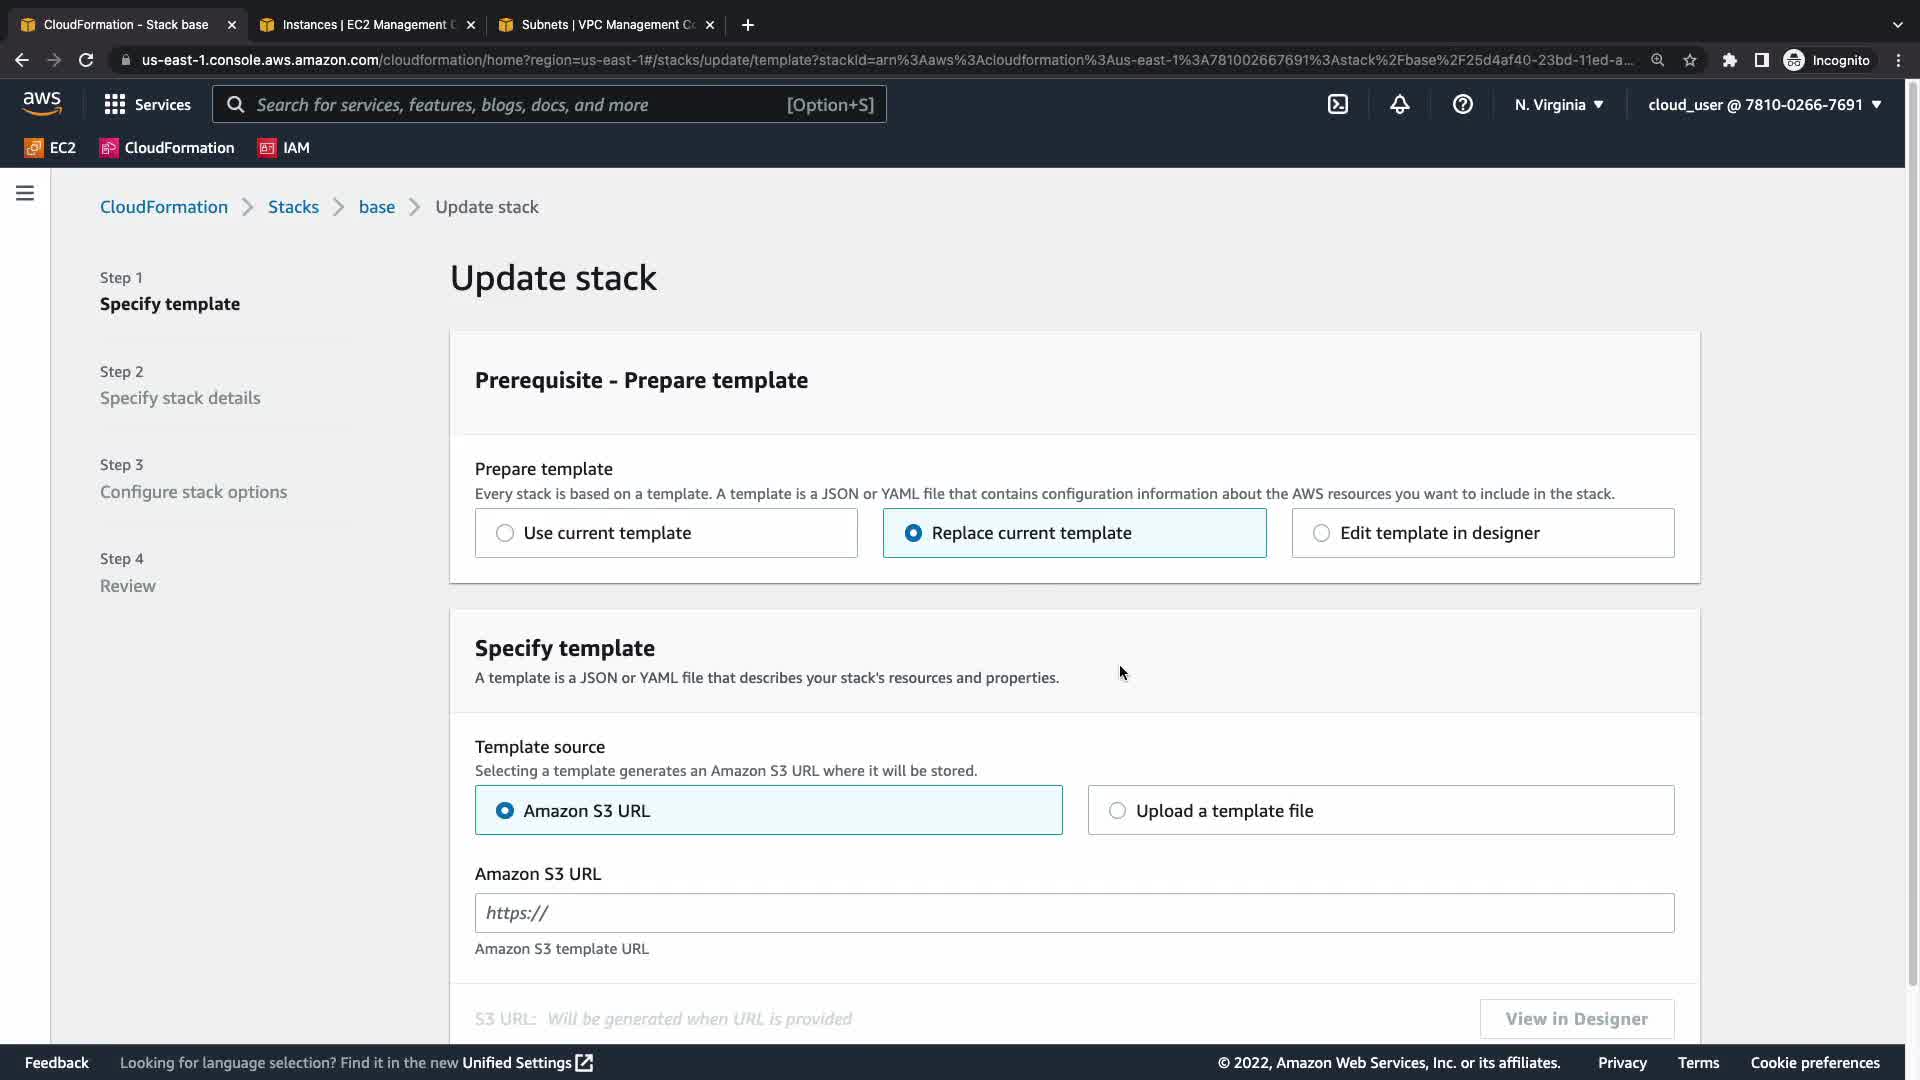 CloudFormation - Stack base
Instances | EC2 Management C
Subnets | VPC Management Co
us-east-1.console.aws.amazon.com/cloudformation/home?region=us-east-1#/stacks/update/template?stackId=arn%3Aaws%3Acloudformation%3Aus-east-1%3A781002667691%3Astack%2Fbase%2F25d4af40-23bd-11ed-a...
Incognito
aws
Services
Search for services, features, blogs, docs, and more
[Option+S]
N. Virginia
cloud_user @ 7810-0266-7691
EC2
CloudFormation
IAM
CloudFormation
Stacks
base
Update stack
Step 1
Specify template
Step 2
Specify stack details
Step 3
Configure stack options
Step 4
Review
Update stack
Prerequisite - Prepare template
Prepare template
Every stack is based on a template. A template is a JSON or YAML file that contains configuration information about the AWS resources you want to include in the stack.
Use current template
Replace current template
Edit template in designer
Specify template
A template is a JSON or YAML file that describes your stack's resources and properties.
Template source
Selecting a template generates an Amazon S3 URL where it will be stored.
Amazon S3 URL
Upload a template file
Amazon S3 URL
https://
Amazon S3 template URL
S3 URL: Will be generated when URL is provided
View in Designer
Feedback
Looking for language selection? Find it in the new Unified Settings
© 2022, Amazon Web Services, Inc. or its affiliates.
Privacy
Terms
Cookie preferences